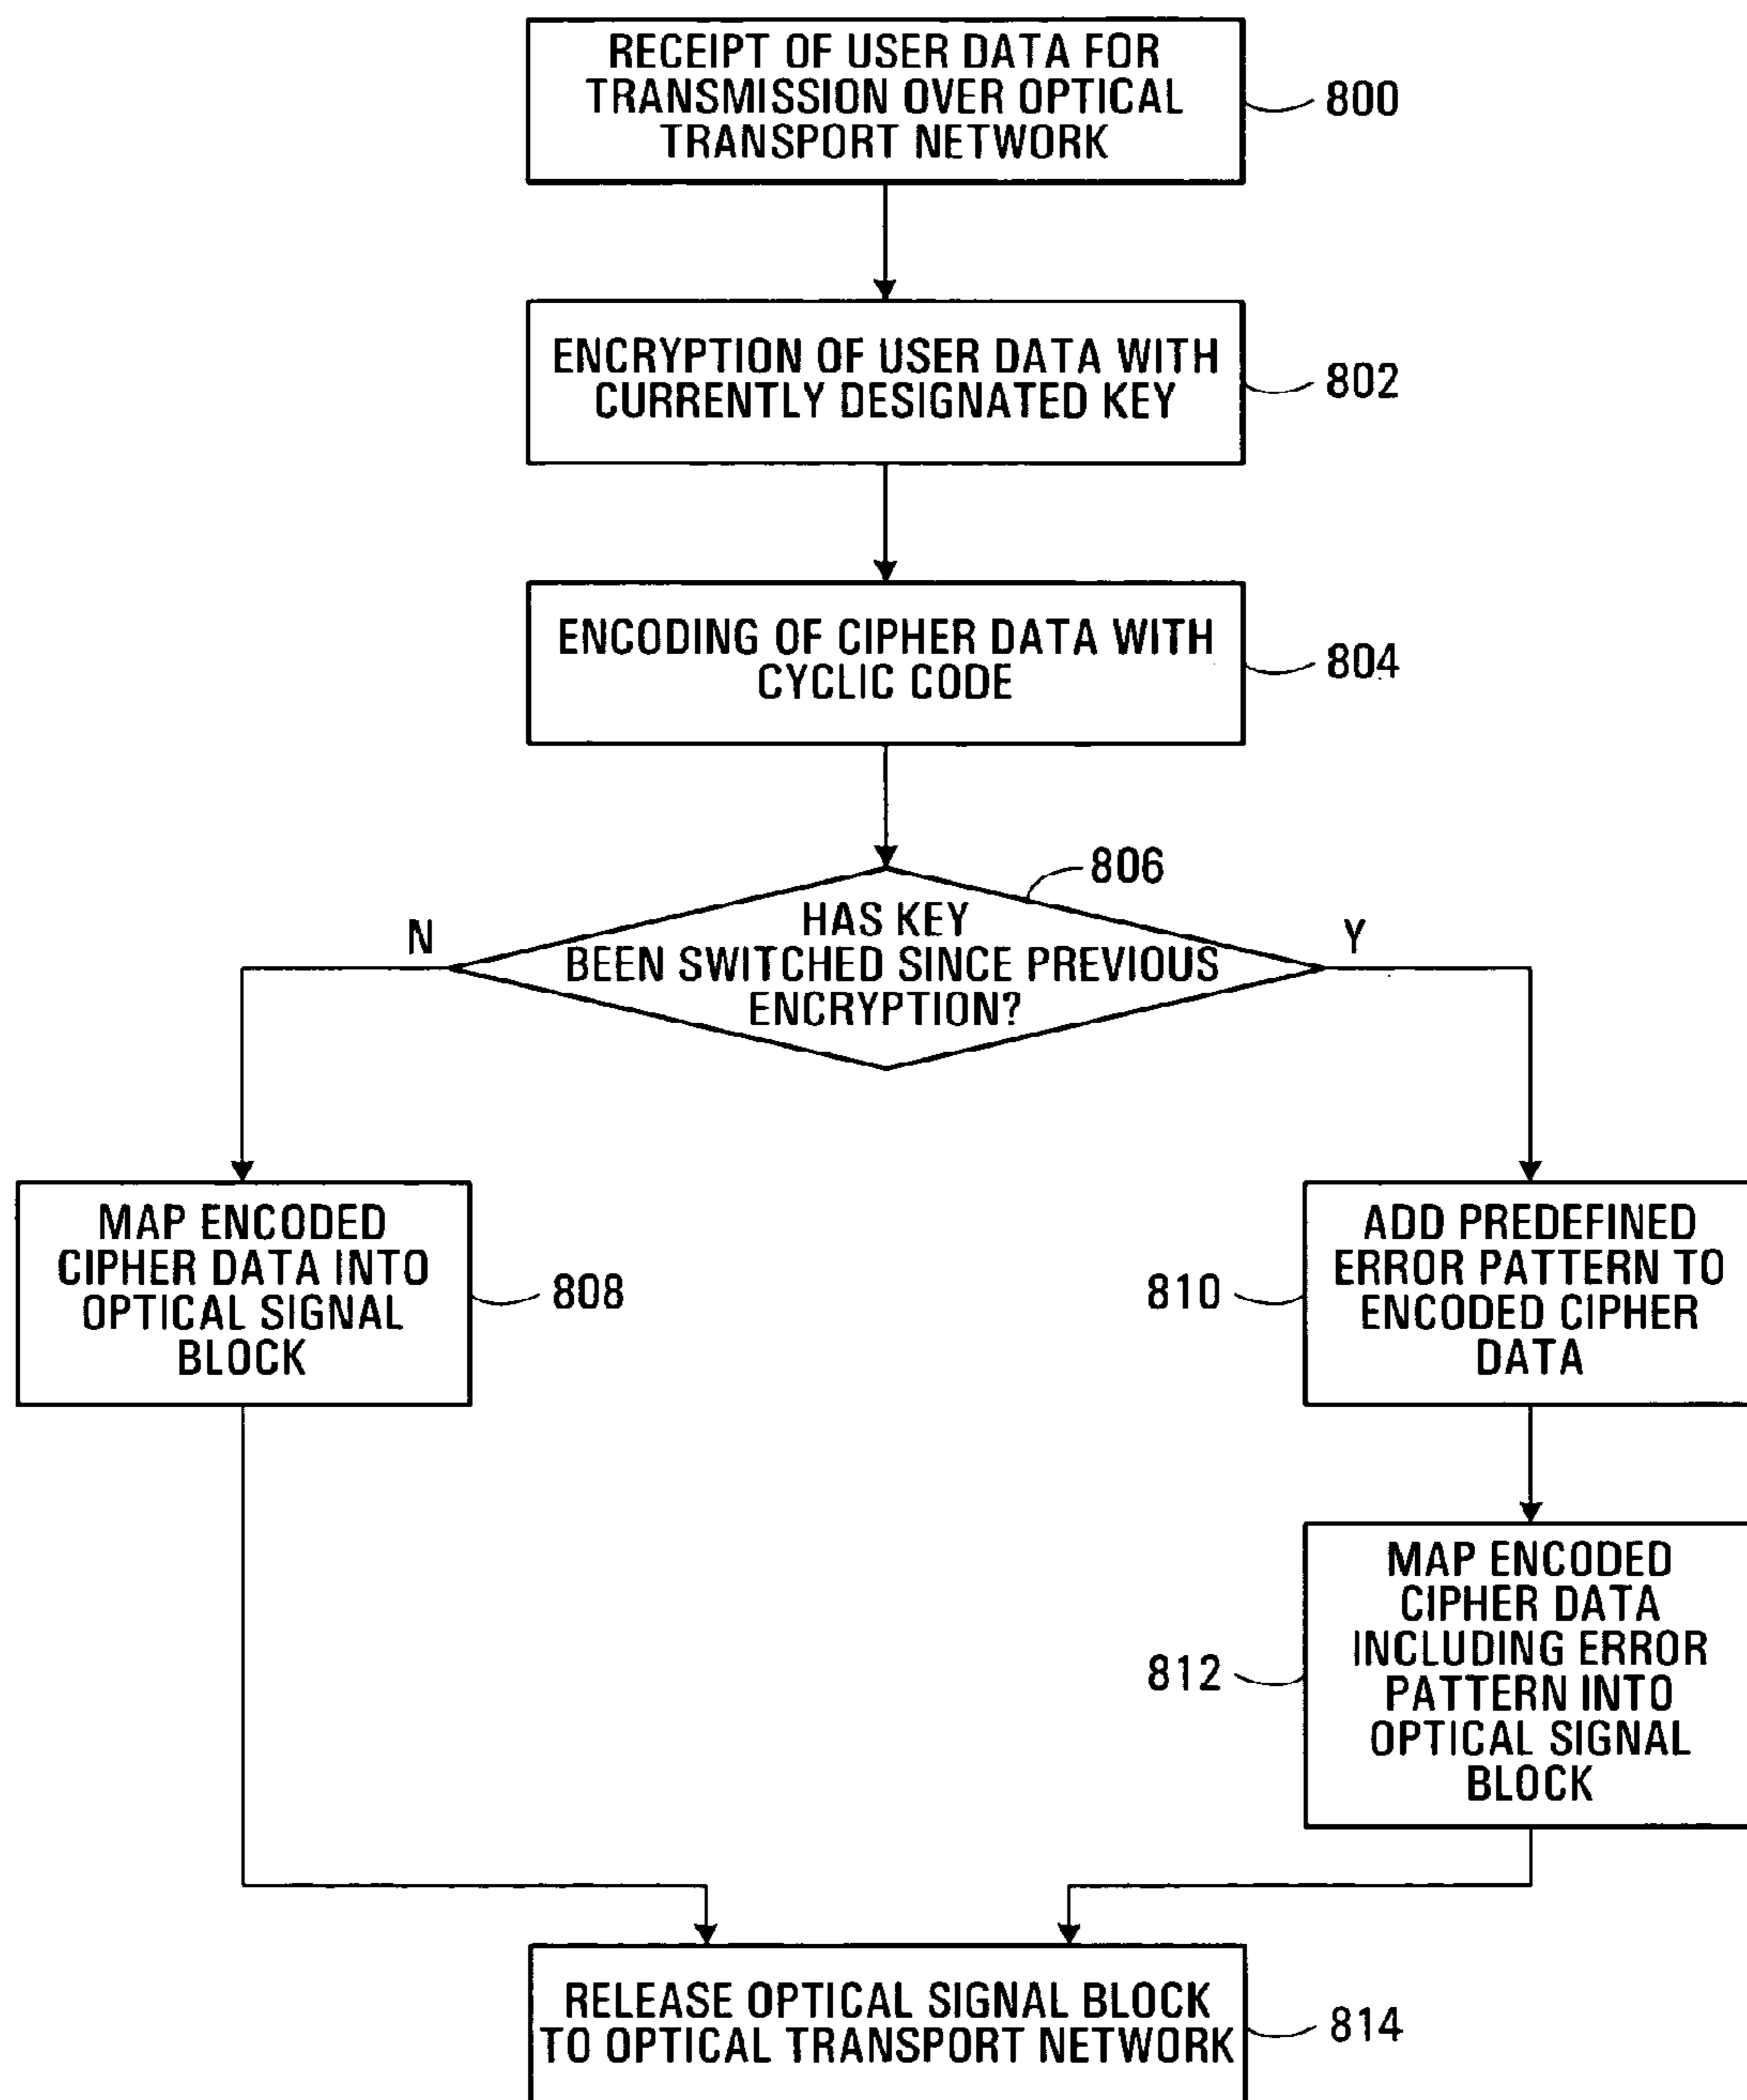 RECEIPT OF USER DATA FOR
TRANSMISSION OVER OPTICAL
TRANSPORT NETWORK
800
ENCRYPTION OF USER DATA WITH
CURRENTLY DESIGNATED KEY
802
ENCODING OF CIPHER DATA WITH
CYCLIC CODE
804
806
HAS KEY
BEEN SWITCHED SINCE PREVIOUS
ENCRYPTION?
N
Y
MAP ENCODED
CIPHER DATA INTO
OPTICAL SIGNAL
BLOCK
808
810
ADD PREDEFINED
ERROR PATTERN TO
ENCODED CIPHER
DATA
812
MAP ENCODED
CIPHER DATA
INCLUDING ERROR
PATTERN INTO
OPTICAL SIGNAL
BLOCK
RELEASE OPTICAL SIGNAL BLOCK
TO OPTICAL TRANSPORT NETWORK
814